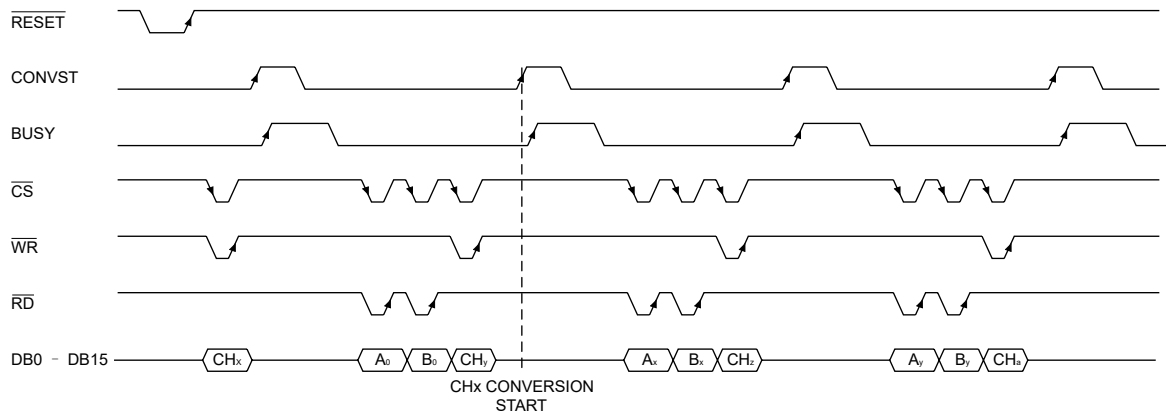 RESET
CONVST
BUSY
CS
WR
RD
DB0 – DB15 CHx A0 B0 CHy Ax Bx CHz Ay By CHa
CHx CONVERSION
START